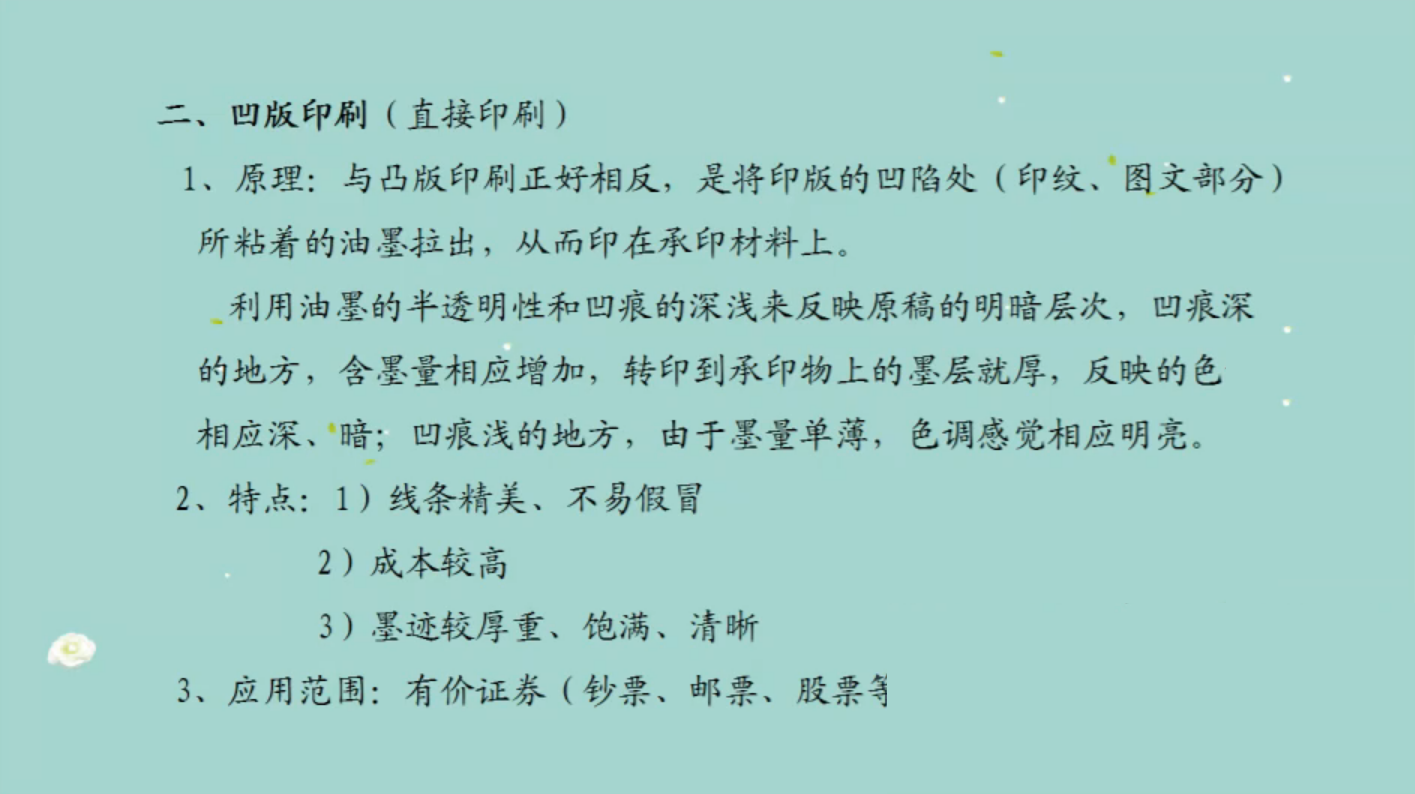 二、凹版印刷（直接印刷）
1、原理：与凸版印刷正好相反，是将印版的凹陷处（印纹、图文部分）
所粘着的油墨拉出，从而印在承印材料上。
利用油墨的半透明性和凹痕的深浅来反映原稿的明暗层次，凹痕深
的地方，含墨量相应增加，转印到承印物上的墨层就厚，反映的色
相应深、暗；凹痕浅的地方，由于墨量单薄，色调感觉相应明亮。
2、特点：1）线条精美、不易假冒
2）成本较高
3）墨迹较厚重、饱满、清晰
3、应用范围：有价证券（钞票、邮票、股票等